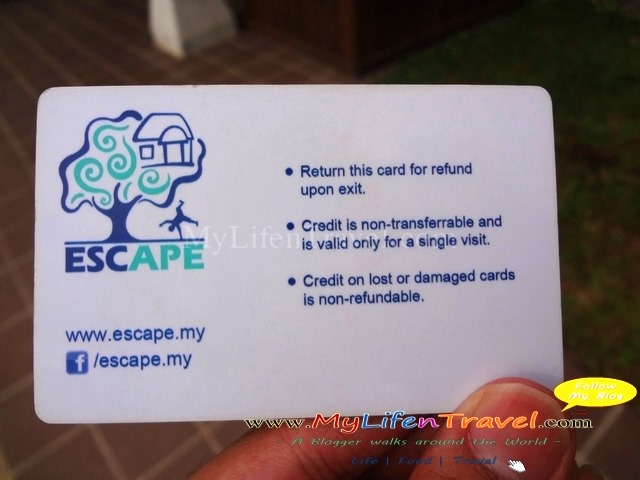 ESCAPE
www.escape.my
f /escape.my
• Return this card for refund
upon exit.
• Credit is non-transferrable and
is valid only for a single visit.
• Credit on lost or damaged cards
is non-refundable.
MyLifenTravel.com
Follow
My Blog
www.MyLifenTravel.com
A Blogger walks around the World -
Life | Food | Travel